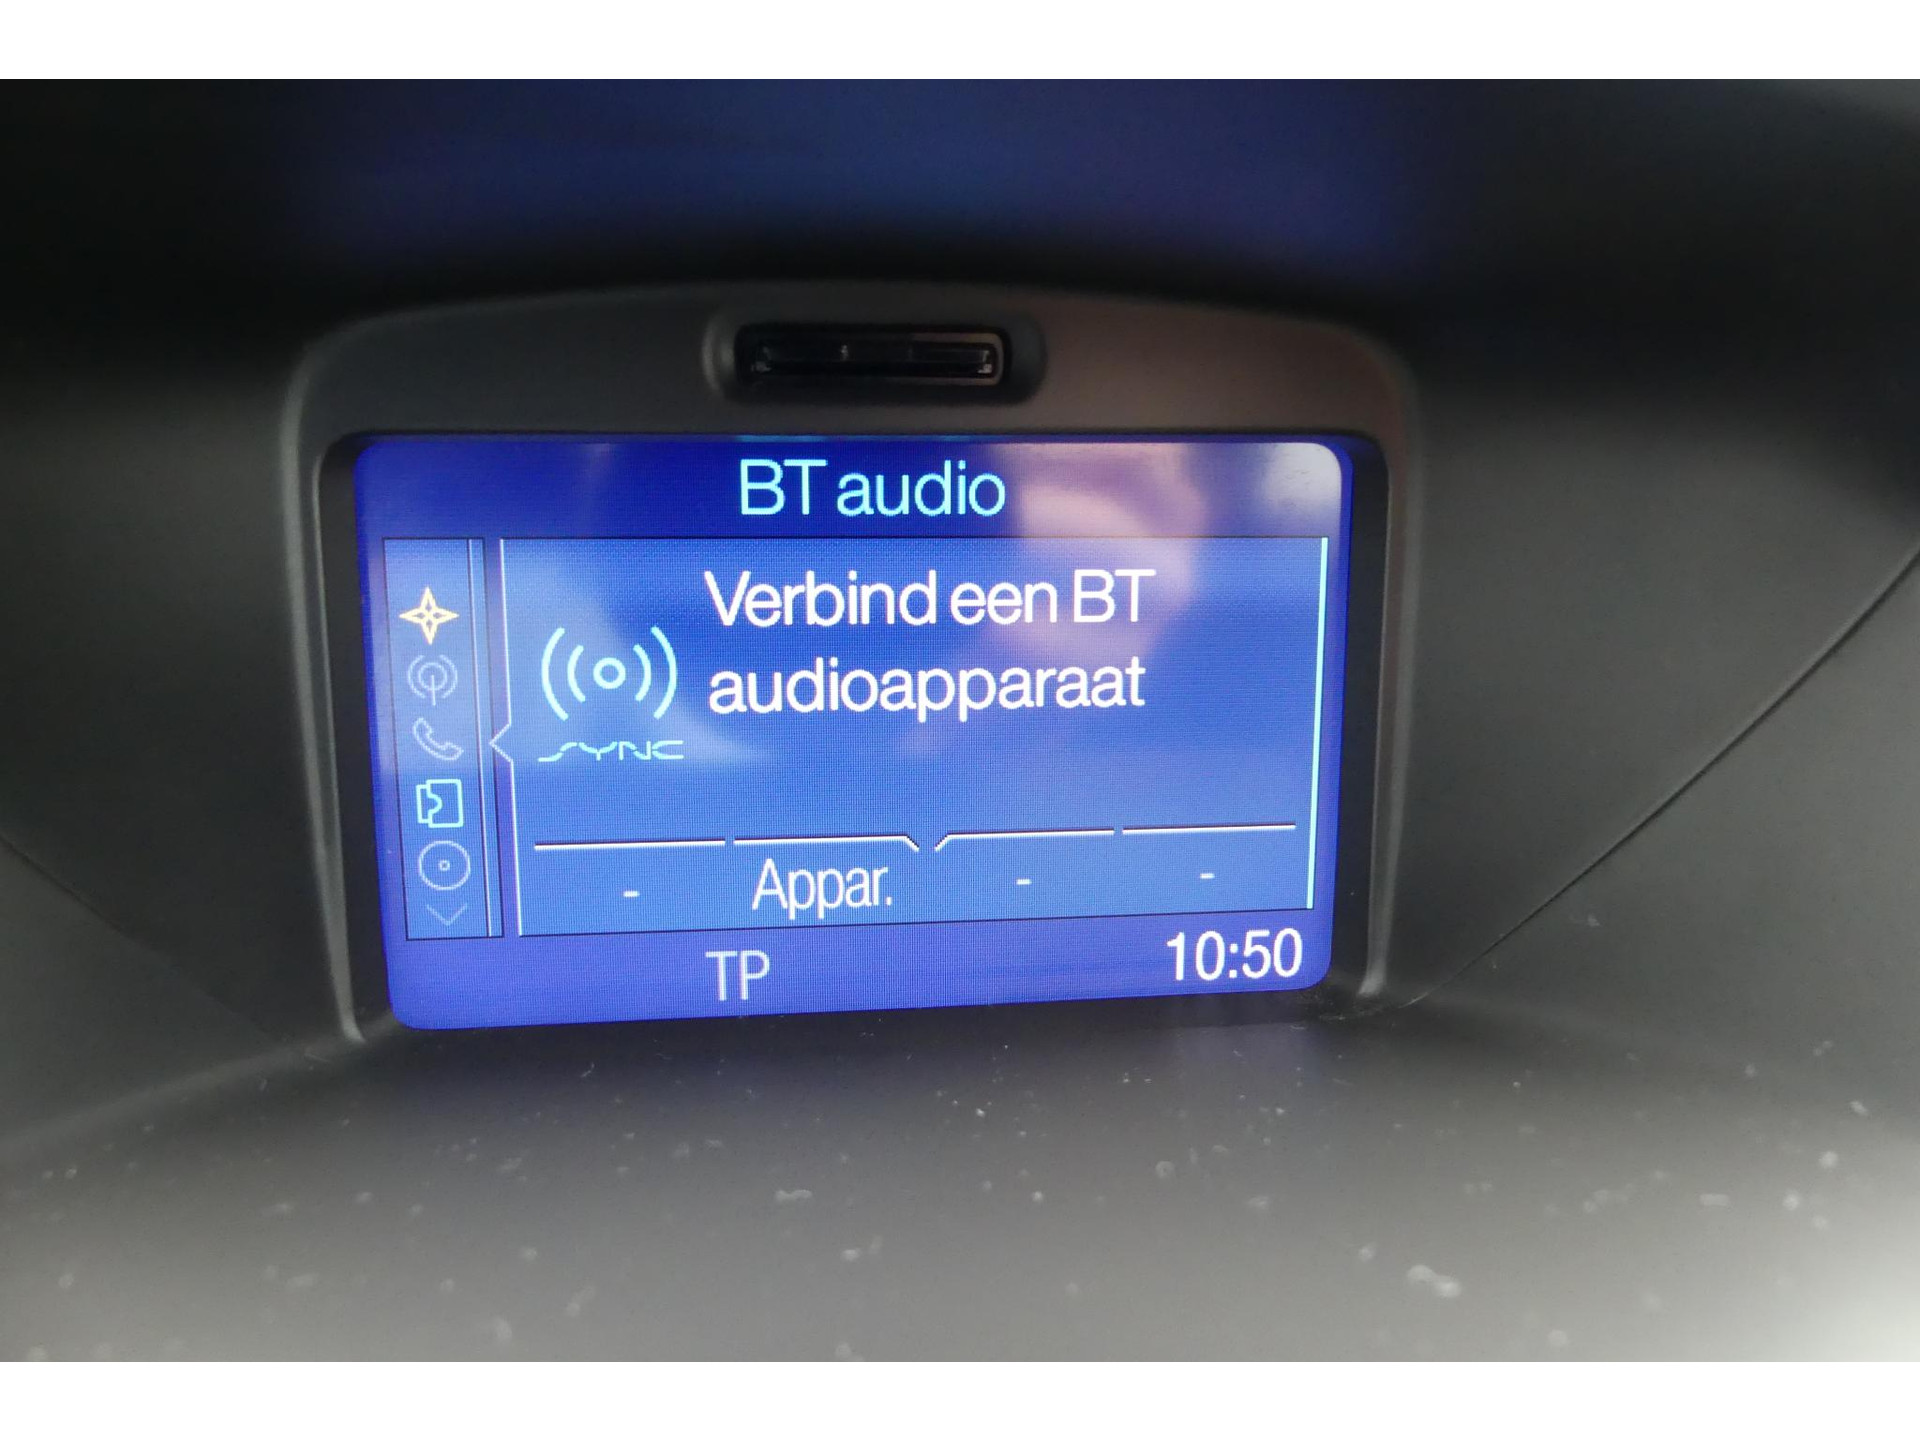 BT audio
Verbind een BT
audioapparaat
SYNC
- Appar. - -
TP 10:50